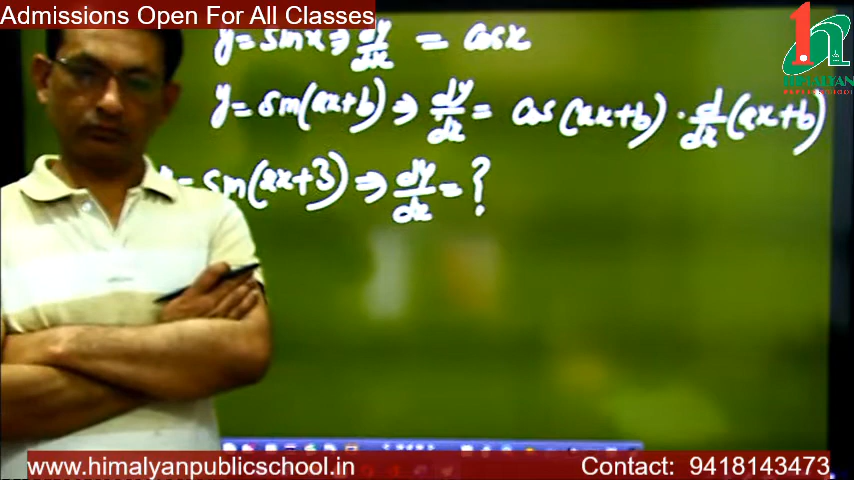 Admissions Open For All Classes
y = sin x ⇒ dy/dx = cos x
y = sin(ax+b) ⇒ dy/dx = cos(ax+b) · d/dx(ax+b)
= sin(2x+3) ⇒ dy/dx = ?
HIMALYAN
www.himalyanpublicschool.in
Contact: 9418143473